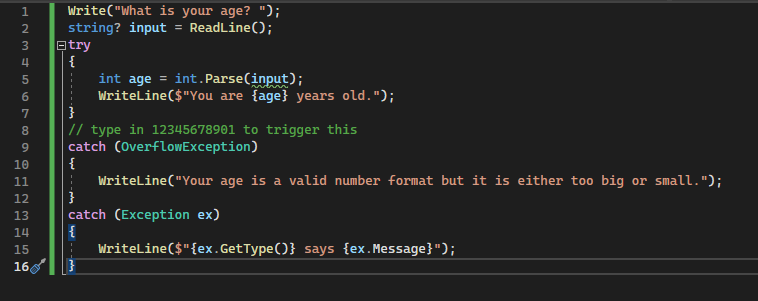 1 Write("What is your age? ");
2 string? input = ReadLine();
3 try
4 {
5     int age = int.Parse(input);
6     WriteLine($"You are {age} years old.");
7 }
8 // type in 12345678901 to trigger this
9 catch (OverflowException)
10 {
11     WriteLine("Your age is a valid number format but it is either too big or small.");
12 }
13 catch (Exception ex)
14 {
15     WriteLine($"{ex.GetType()} says {ex.Message}");
16 }